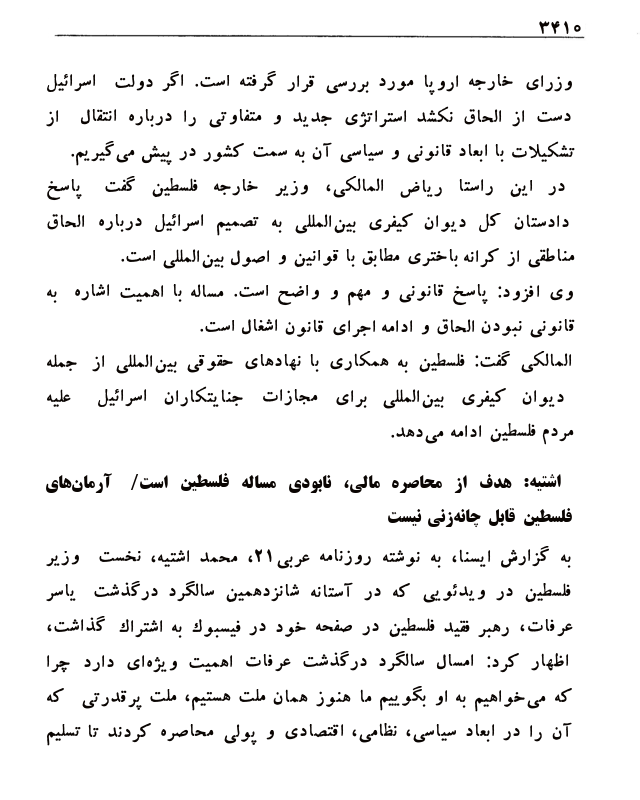 ۳۴۱۰
وزرای خارجه اروپا مورد بررسی قرار گرفته است. اگر دولت اسرائیل
دست از الحاق نکشد استراتژی جدید و متفاوتی را درباره انتقال از
تشکیلات با ابعاد قانونی و سیاسی آن به سمت کشور در پیش می‌گیریم.
در این راستا ریاض المالکی، وزیر خارجه فلسطین گفت پاسخ
دادستان کل دیوان کیفری بین‌المللی به تصمیم اسرائیل درباره الحاق
مناطقی از کرانه باختری مطابق با قوانین و اصول بین‌المللی است.
وی افزود: پاسخ قانونی و مهم و واضح است. مساله با اهمیت اشاره به
قانونی نبودن الحاق و ادامه اجرای قانون اشغال است.
المالکی گفت: فلسطین به همکاری با نهادهای حقوقی بین‌المللی از جمله
دیوان کیفری بین‌المللی برای مجازات جنایتکاران اسرائیل علیه
مردم فلسطین ادامه می‌دهد.
اشتیه: هدف از محاصره مالی، نابودی مساله فلسطین است/ آرمان‌های
فلسطین قابل چانه‌زنی نیست
به گزارش ایسنا، به نوشته روزنامه عربی۲۱، محمد اشتیه، نخست وزیر
فلسطین در ویدئویی که در آستانه شانزدهمین سالگرد درگذشت یاسر
عرفات، رهبر فقید فلسطین در صفحه خود در فیسبوك به اشتراك گذاشت،
اظهار کرد: امسال سالگرد درگذشت عرفات اهمیت ویژه‌ای دارد چرا
که می‌خواهیم به او بگوییم ما هنوز همان ملت هستیم، ملت پرقدرتی که
آن را در ابعاد سیاسی، نظامی، اقتصادی و پولی محاصره کردند تا تسلیم